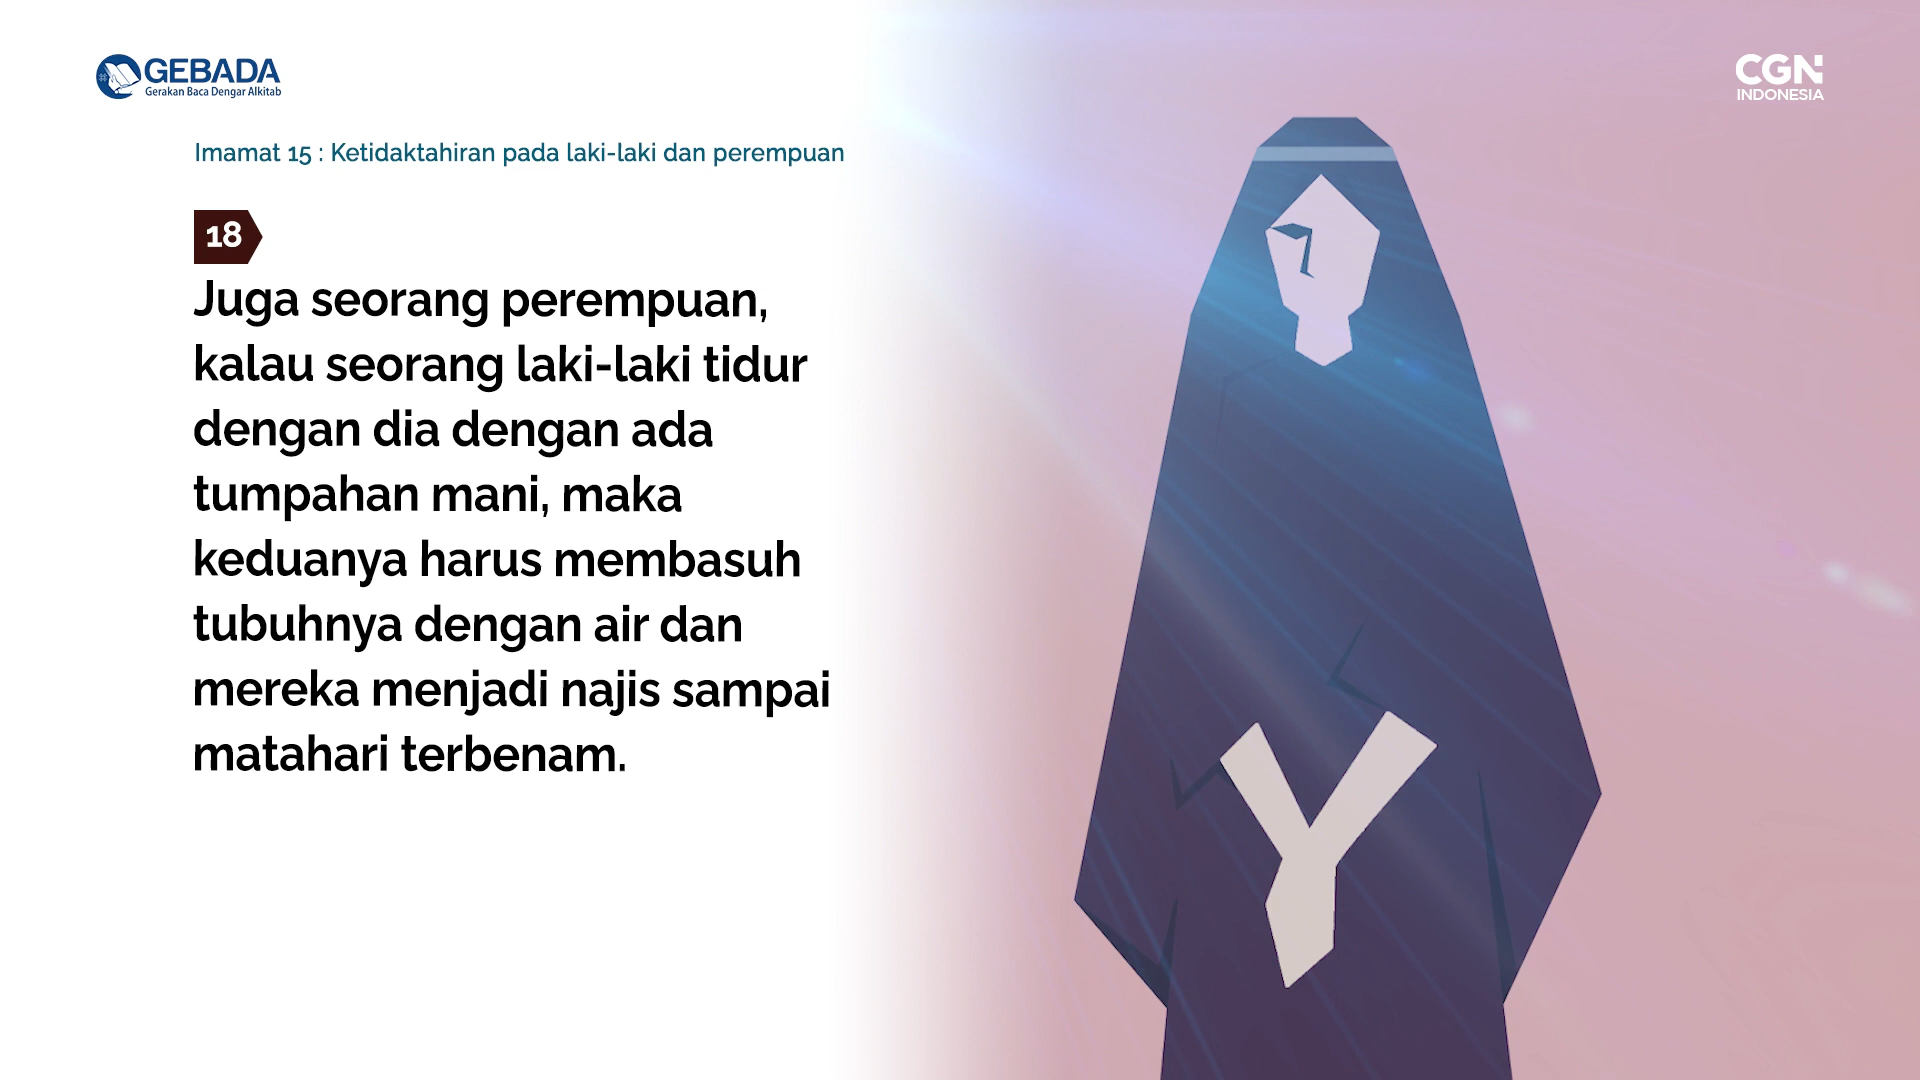 GEBADA
Gerakan Baca Dengar Alkitab
CGN
INDONESIA
Imamat 15 : Ketidaktahiran pada laki-laki dan perempuan
18
Juga seorang perempuan,
kalau seorang laki-laki tidur
dengan dia dengan ada
tumpahan mani, maka
keduanya harus membasuh
tubuhnya dengan air dan
mereka menjadi najis sampai
matahari terbenam.